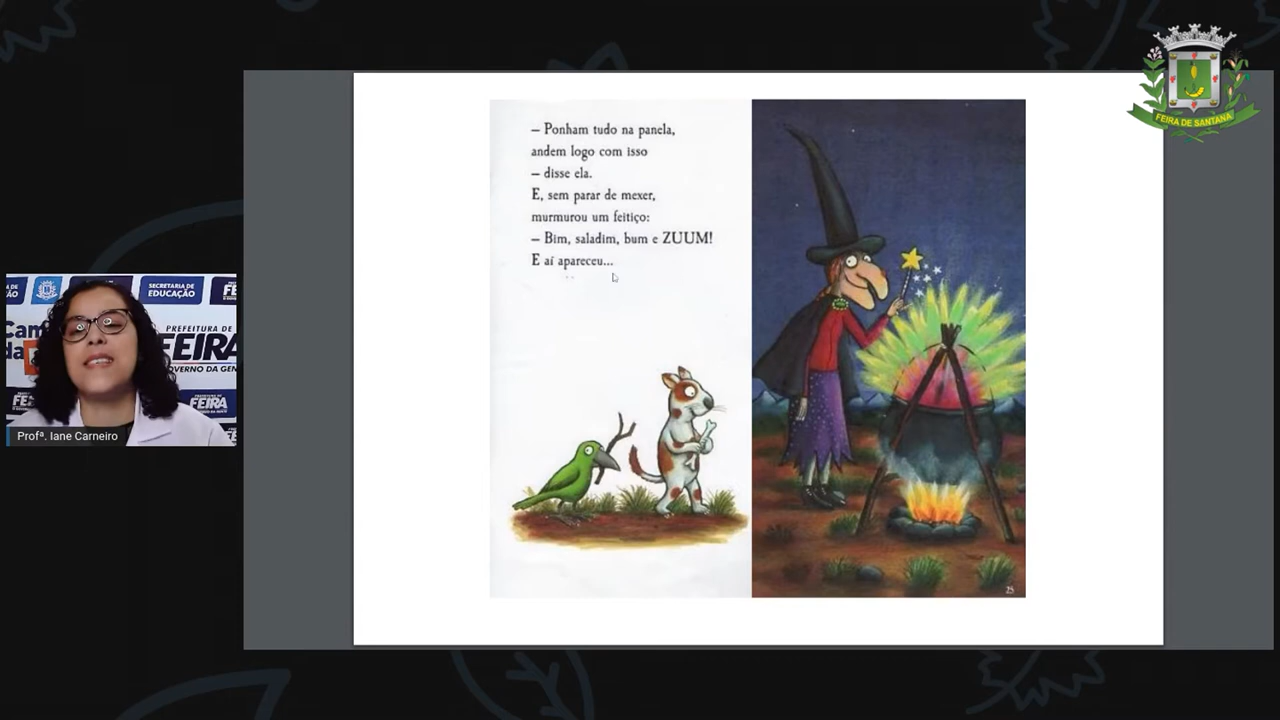 – Ponham tudo na panela,
andem logo com isso
– disse ela.
E, sem parar de mexer,
murmurou um feitiço:
– Bim, saladim, bum e ZUUM!
E aí apareceu...
25
FEIRA DE SANTANA
SECRETARIA DE
EDUCAÇÃO
PREFEITURA DE
FEIRA
FEIRA
Profª. Iane Carneiro